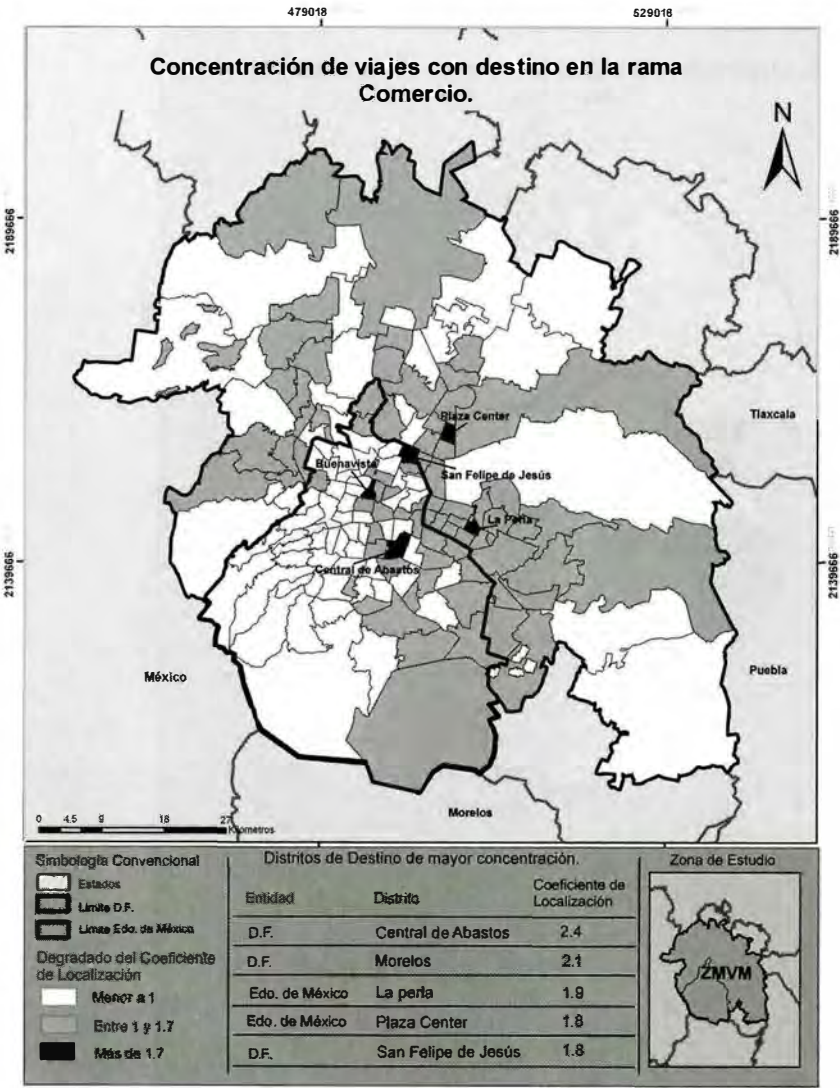 479018
529016
Concentración de viajes con destino en la rama
Comercio.
N
2189666
2189666
Tlaxcala
Plaza Center
Buenavista
San Felipe de Jesús
La Perla
2139666
2139666
Central de Abastos
México
Puebla
Morelos
0 4.5 9 18 27
Kilometros
Simbología Convencional
Estados
Limite D.F.
Limite Edo. de México
Degradado del Coeficiente
de Localización
Menor a 1
Entre 1 y 1.7
Más de 1.7
Distritos de Destino de mayor concentración.
Entidad Distrito Coeficiente de
Localización
D.F. Central de Abastos 2.4
D.F. Morelos 2.1
Edo. de México La perla 1.9
Edo. de México Plaza Center 1.8
D.F. San Felipe de Jesús 1.8
Zona de Estudio
ZMVM